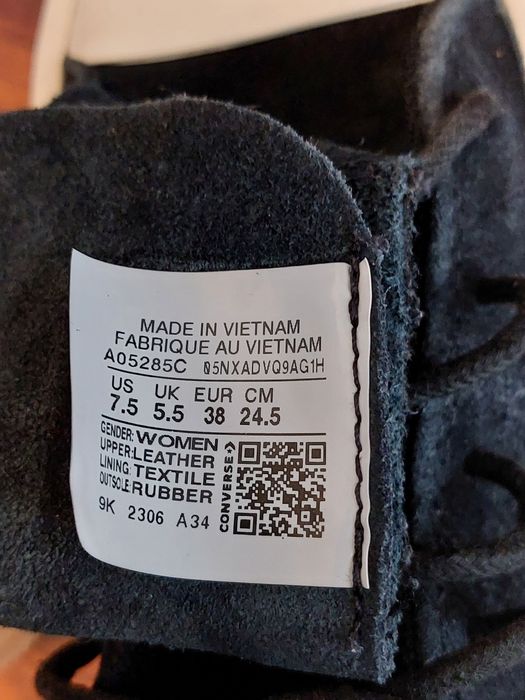 MADE IN VIETNAM
FABRIQUE AU VIETNAM
A05285C 05NXADVQ9AG1H
US UK EUR CM
7.5 5.5 38 24.5
GENDER: WOMEN
UPPER: LEATHER
LINING: TEXTILE
OUTSOLE: RUBBER
9K 2306 A34
CONVERSE